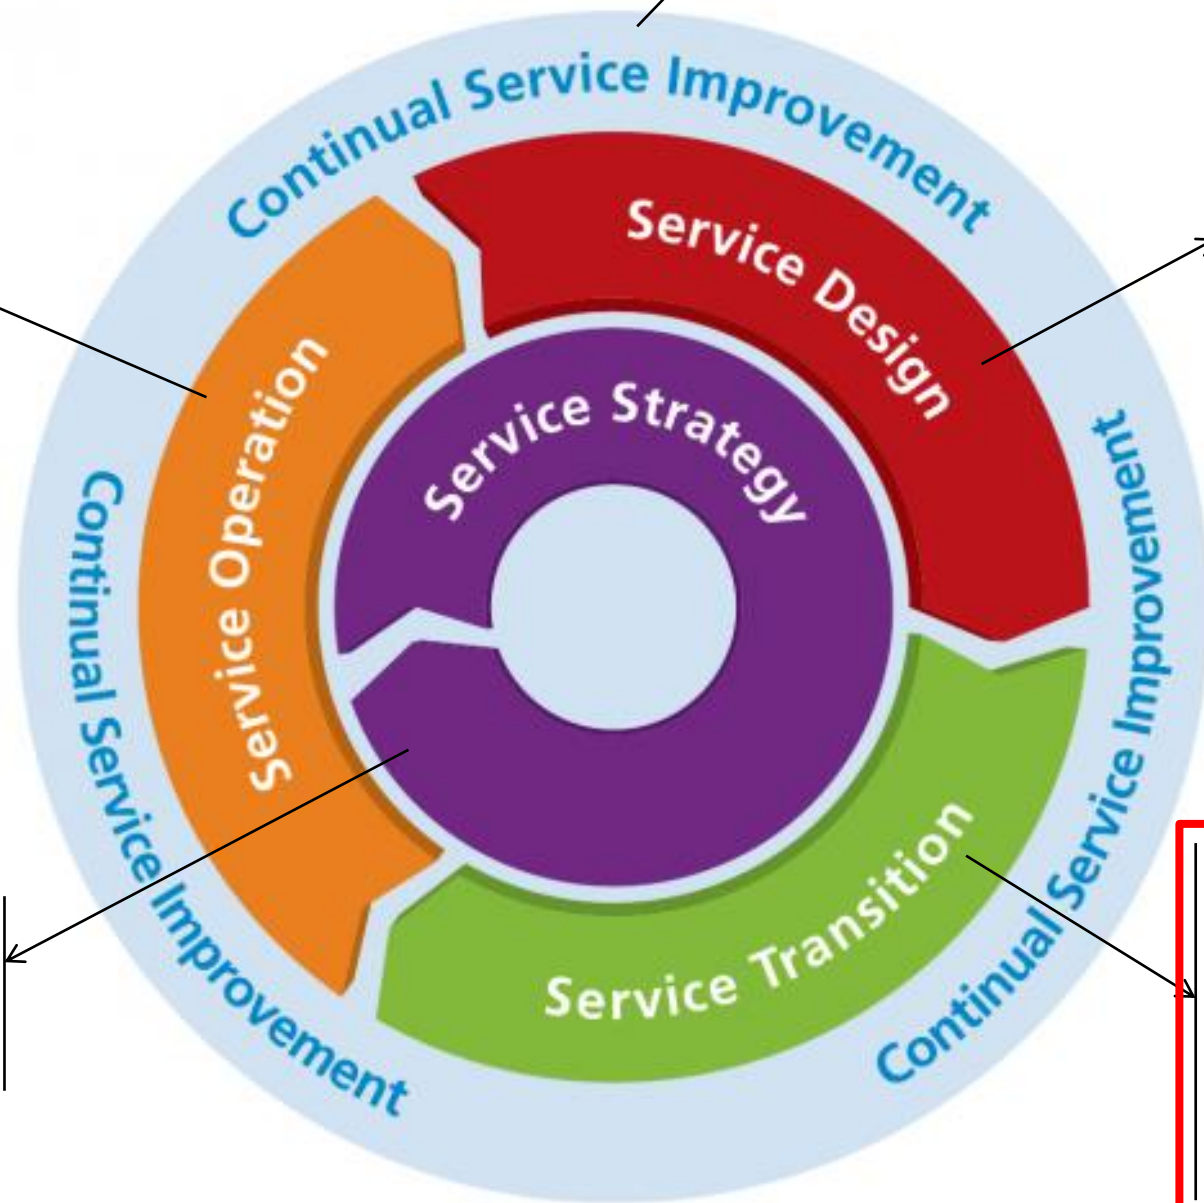 Continual Service Improvement
Service Design
Service Strategy
Service Operation
Continual Service Improvement
Continual Service Improvement
Service Transition